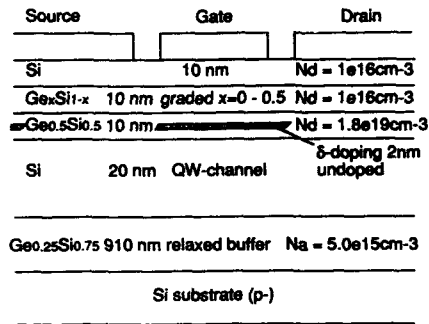 Source Gate Drain
Si 10 nm Nd = 1e16cm-3
GexSi1-x 10 nm graded x=0 - 0.5 Nd = 1e16cm-3
Ge0.5Si0.5 10 nm Nd = 1.8e19cm-3
δ-doping 2nm
undoped
Si 20 nm QW-channel
Ge0.25Si0.75 910 nm relaxed buffer Na = 5.0e15cm-3
Si substrate (p-)